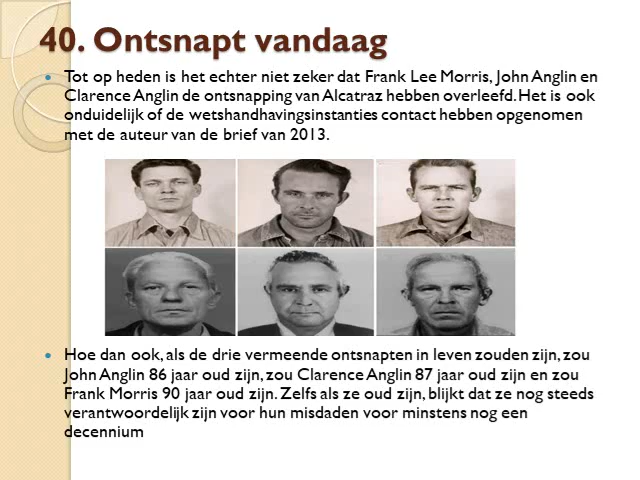 40. Ontsnapt vandaag
Tot op heden is het echter niet zeker dat Frank Lee Morris, John Anglin en
Clarence Anglin de ontsnapping van Alcatraz hebben overleefd. Het is ook
onduidelijk of de wetshandhavingsinstanties contact hebben opgenomen
met de auteur van de brief van 2013.
Hoe dan ook, als de drie vermeende ontsnapten in leven zouden zijn, zou
John Anglin 86 jaar oud zijn, zou Clarence Anglin 87 jaar oud zijn en zou
Frank Morris 90 jaar oud zijn. Zelfs als ze oud zijn, blijkt dat ze nog steeds
verantwoordelijk zijn voor hun misdaden voor minstens nog een
decennium